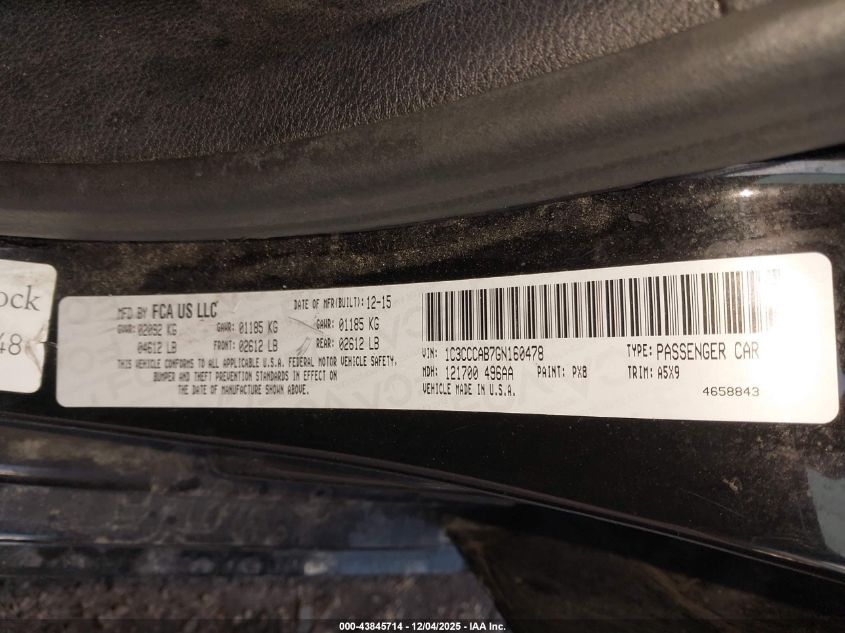 ock
48
MFD BY FCA US LLC
DATE OF MFR(BUILT): 12-15
GVWR: 02092 KG
GAWR: 01185 KG
GAWR: 01185 KG
04612 LB
FRONT: 02612 LB
REAR: 02612 LB
THIS VEHICLE CONFORMS TO ALL APPLICABLE U.S.A. FEDERAL MOTOR VEHICLE SAFETY,
BUMPER AND THEFT PREVENTION STANDARDS IN EFFECT ON
THE DATE OF MANUFACTURE SHOWN ABOVE.
VIN: 1C3CCCAB7GN160478
TYPE: PASSENGER CAR
MDH: 121700 496AA
PAINT: PX8
TRIM: A5X9
VEHICLE MADE IN U.S.A.
4658843
000-43845714 - 12/04/2025 - IAA Inc.